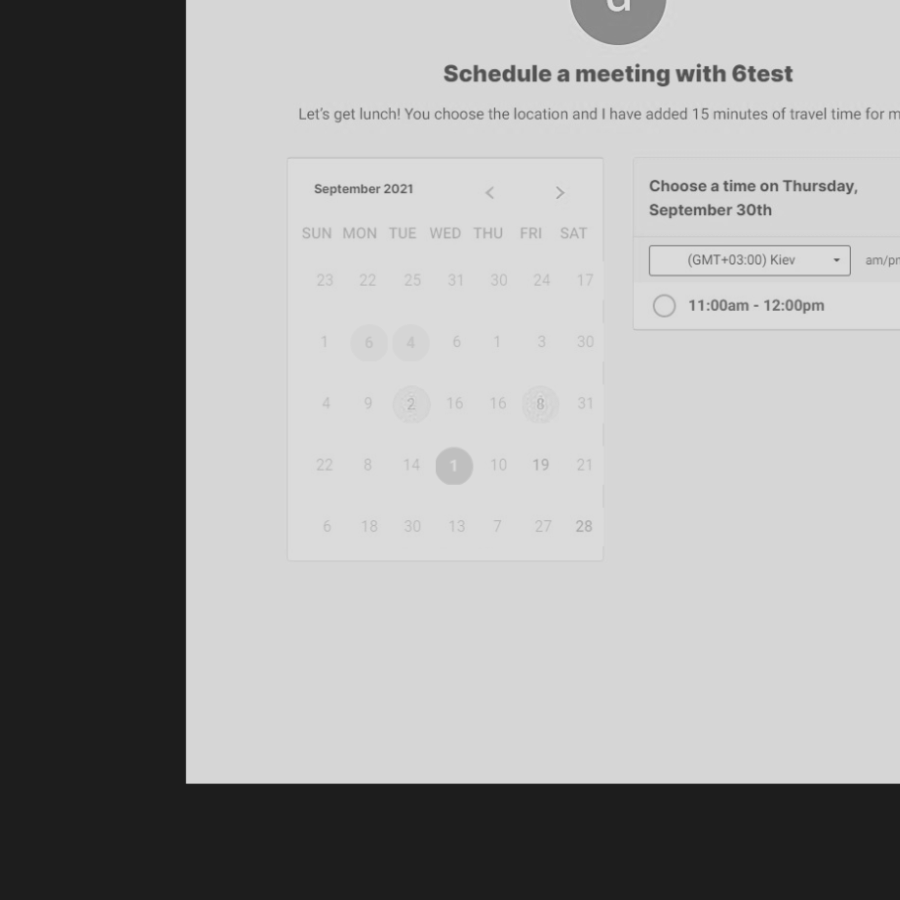 Schedule a meeting with 6test
Let's get lunch! You choose the location and I have added 15 minutes of travel time for
September 2021
SUN MON TUE WED THU FRI SAT
23 22 25 31 30 24 17
1 6 4 6 1 3 30
4 9 2 16 16 8 31
22 8 14 1 10 19 21
6 18 30 13 7 27 28
Choose a time on Thursday,
September 30th
(GMT+03:00) Kiev
11:00am - 12:00pm